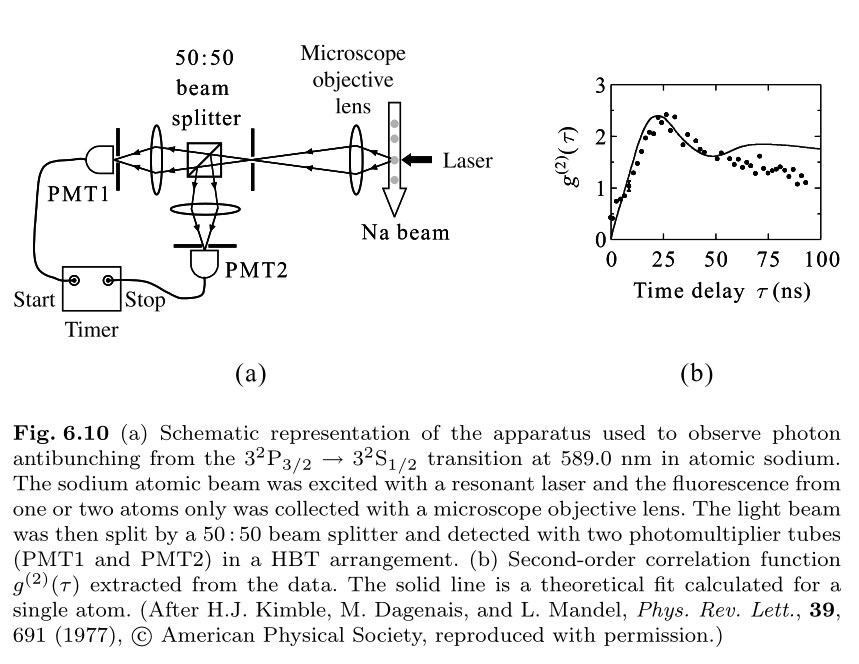 50:50
beam
splitter
Microscope
objective
lens
Laser
Na beam
PMT1
PMT2
Start
Stop
Timer
(a)
3
2
1
0
g(2)(τ)
0 25 50 75 100
Time delay τ (ns)
(b)
Fig. 6.10 (a) Schematic representation of the apparatus used to observe photon
antibunching from the 3²P₃/₂ → 3²S₁/₂ transition at 589.0 nm in atomic sodium.
The sodium atomic beam was excited with a resonant laser and the fluorescence from
one or two atoms only was collected with a microscope objective lens. The light beam
was then split by a 50:50 beam splitter and detected with two photomultiplier tubes
(PMT1 and PMT2) in a HBT arrangement. (b) Second-order correlation function
g(2)(τ) extracted from the data. The solid line is a theoretical fit calculated for a
single atom. (After H.J. Kimble, M. Dagenais, and L. Mandel, Phys. Rev. Lett., 39,
691 (1977), © American Physical Society, reproduced with permission.)